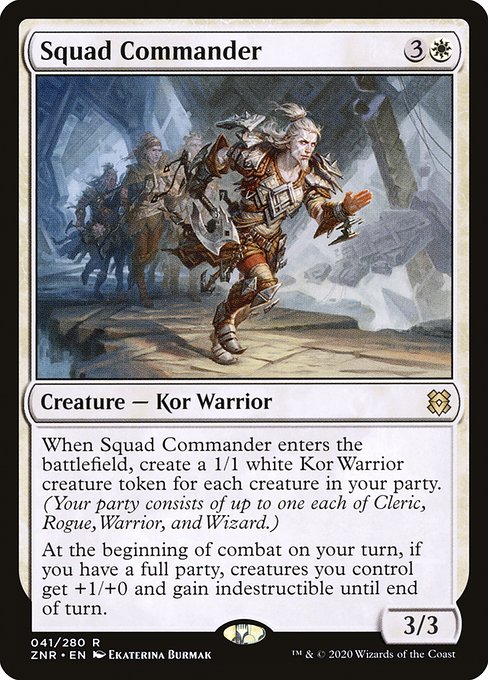 Squad Commander 3
Creature — Kor Warrior
When Squad Commander enters the
battlefield, create a 1/1 white Kor Warrior
creature token for each creature in your party.
(Your party consists of up to one each of Cleric,
Rogue, Warrior, and Wizard.)
At the beginning of combat on your turn, if
you have a full party, creatures you control
get +1/+0 and gain indestructible until end
of turn.
3/3
041/280 R
ZNR • EN Ekaterina Burmak ™ & © 2020 Wizards of the Coast